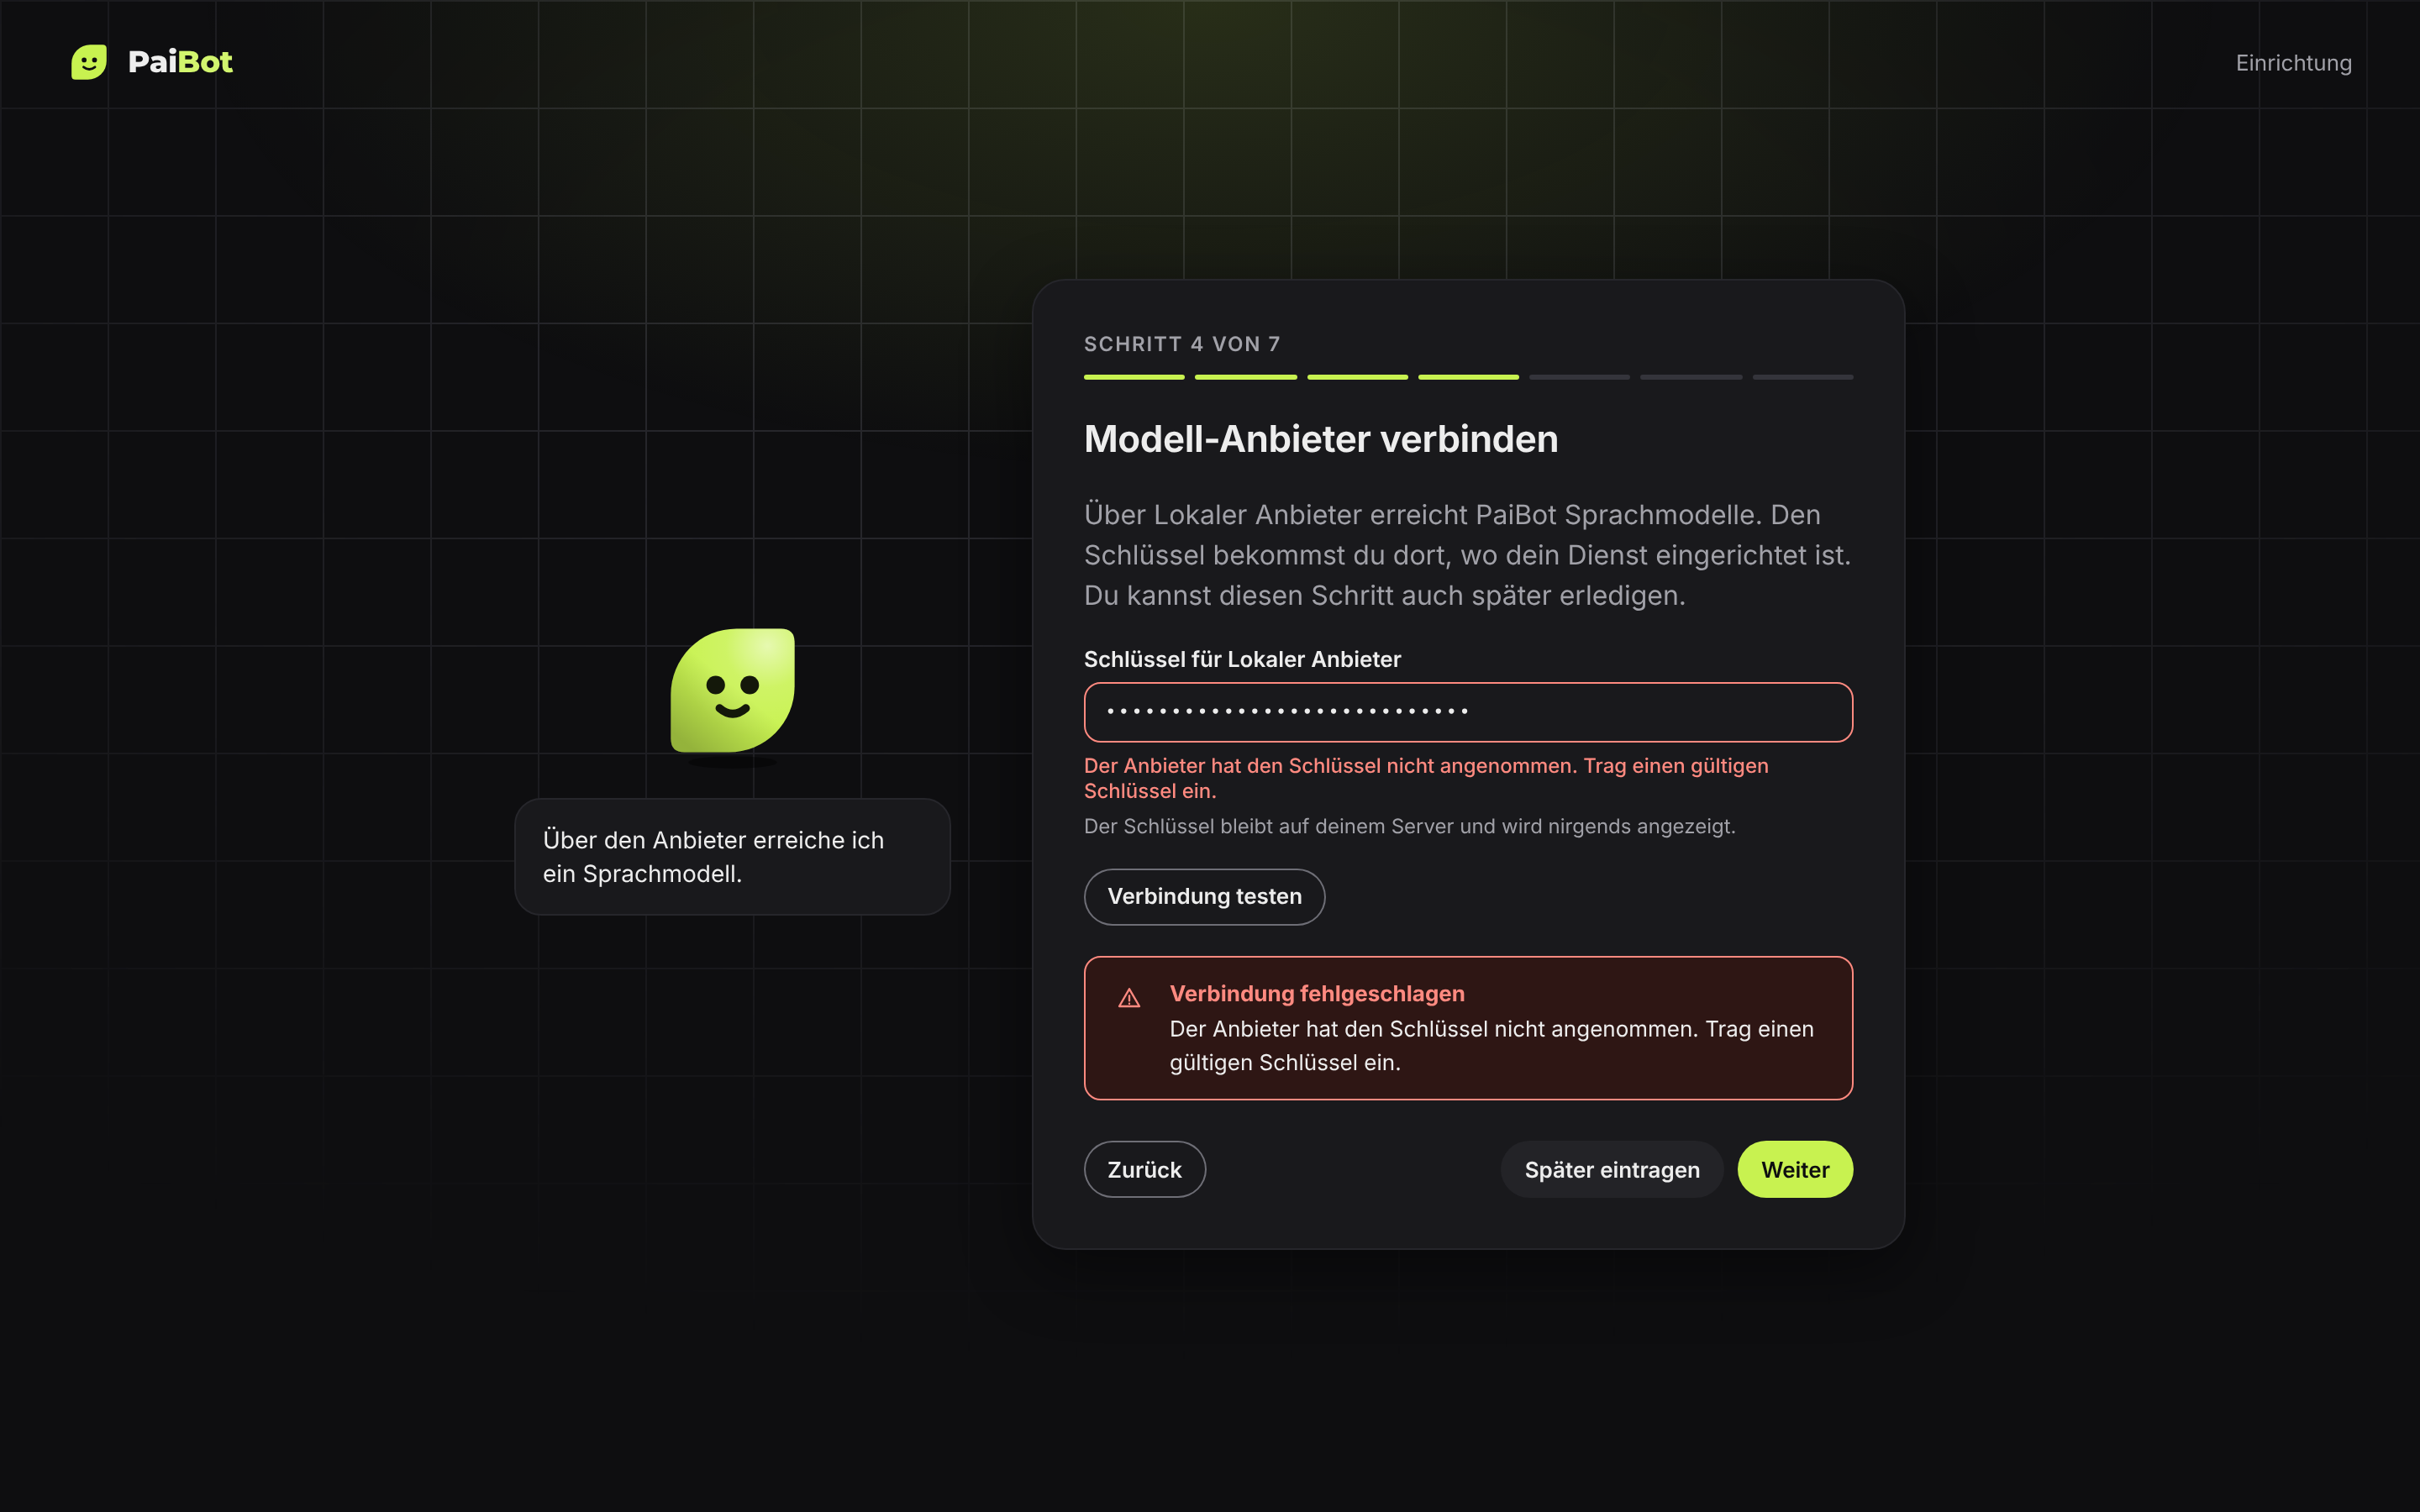 PaiBot
Einrichtung
SCHRITT 4 VON 7
Modell-Anbieter verbinden
Über Lokaler Anbieter erreicht PaiBot Sprachmodelle. Den
Schlüssel bekommst du dort, wo dein Dienst eingerichtet ist.
Du kannst diesen Schritt auch später erledigen.
Schlüssel für Lokaler Anbieter
Der Anbieter hat den Schlüssel nicht angenommen. Trag einen gültigen
Schlüssel ein.
Der Schlüssel bleibt auf deinem Server und wird nirgends angezeigt.
Verbindung testen
Verbindung fehlgeschlagen
Der Anbieter hat den Schlüssel nicht angenommen. Trag einen
gültigen Schlüssel ein.
Zurück
Später eintragen
Weiter
Über den Anbieter erreiche ich
ein Sprachmodell.